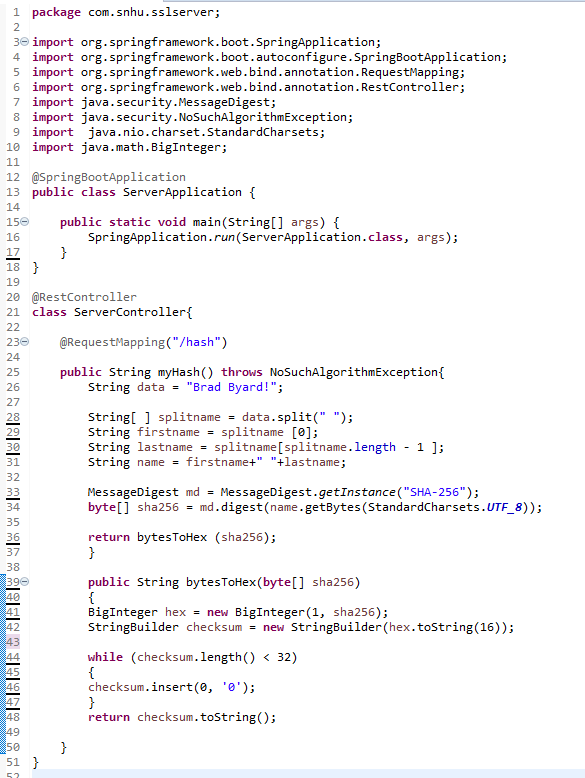 1 package com.snhu.sslserver;
2
3 import org.springframework.boot.SpringApplication;
4 import org.springframework.boot.autoconfigure.SpringBootApplication;
5 import org.springframework.web.bind.annotation.RequestMapping;
6 import org.springframework.web.bind.annotation.RestController;
7 import java.security.MessageDigest;
8 import java.security.NoSuchAlgorithmException;
9 import  java.nio.charset.StandardCharsets;
10 import java.math.BigInteger;
11
12 @SpringBootApplication
13 public class ServerApplication {
14
15     public static void main(String[] args) {
16         SpringApplication.run(ServerApplication.class, args);
17     }
18 }
19
20 @RestController
21 class ServerController{
22
23     @RequestMapping("/hash")
24
25     public String myHash() throws NoSuchAlgorithmException{
26         String data = "Brad Byard!";
27
28         String[ ] splitname = data.split(" ");
29         String firstname = splitname [0];
30         String lastname = splitname[splitname.length - 1 ];
31         String name = firstname+" "+lastname;
32
33         MessageDigest md = MessageDigest.getInstance("SHA-256");
34         byte[] sha256 = md.digest(name.getBytes(StandardCharsets.UTF_8));
35
36         return bytesToHex (sha256);
37         }
38
39         public String bytesToHex(byte[] sha256)
40         {
41         BigInteger hex = new BigInteger(1, sha256);
42         StringBuilder checksum = new StringBuilder(hex.toString(16));
43
44         while (checksum.length() < 32)
45         {
46         checksum.insert(0, '0');
47         }
48         return checksum.toString();
49
50     }
51 }
52